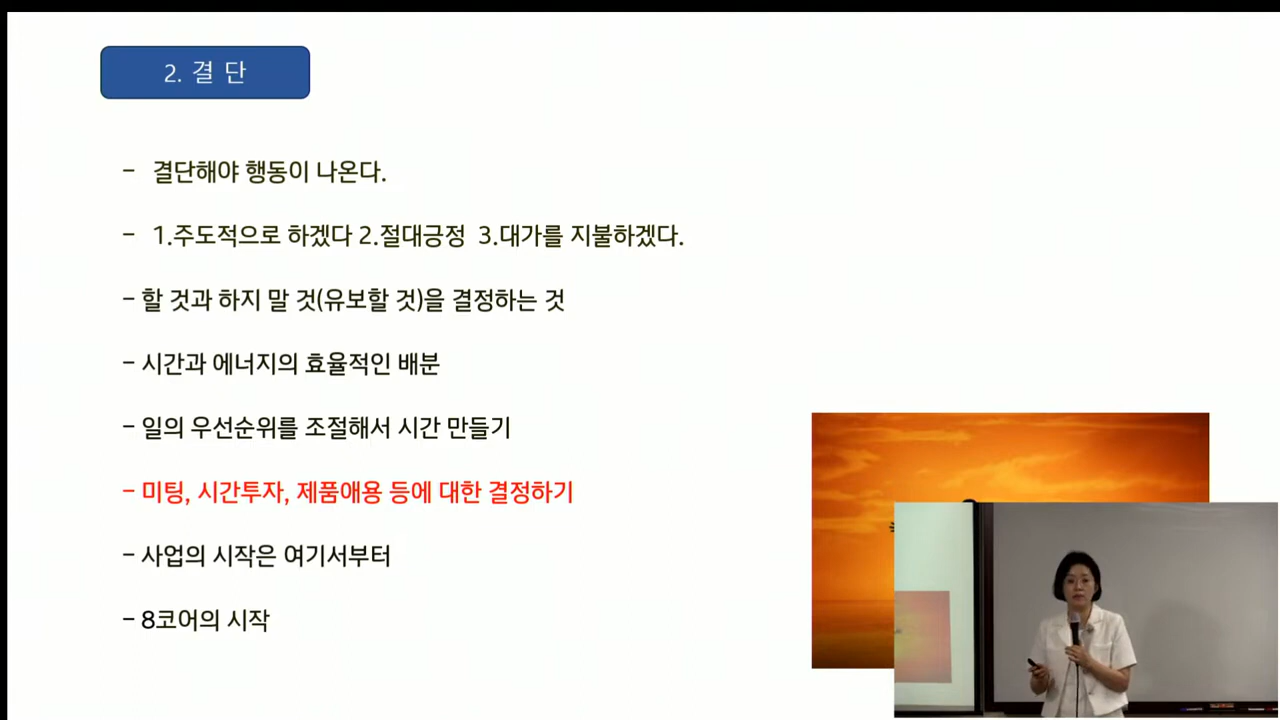 2. 결 단
- 결단해야 행동이 나온다.
- 1.주도적으로 하겠다 2.절대긍정 3.대가를 지불하겠다.
- 할 것과 하지 말 것(유보할 것)을 결정하는 것
- 시간과 에너지의 효율적인 배분
- 일의 우선순위를 조절해서 시간 만들기
- 미팅, 시간투자, 제품애용 등에 대한 결정하기
- 사업의 시작은 여기서부터
- 8코어의 시작